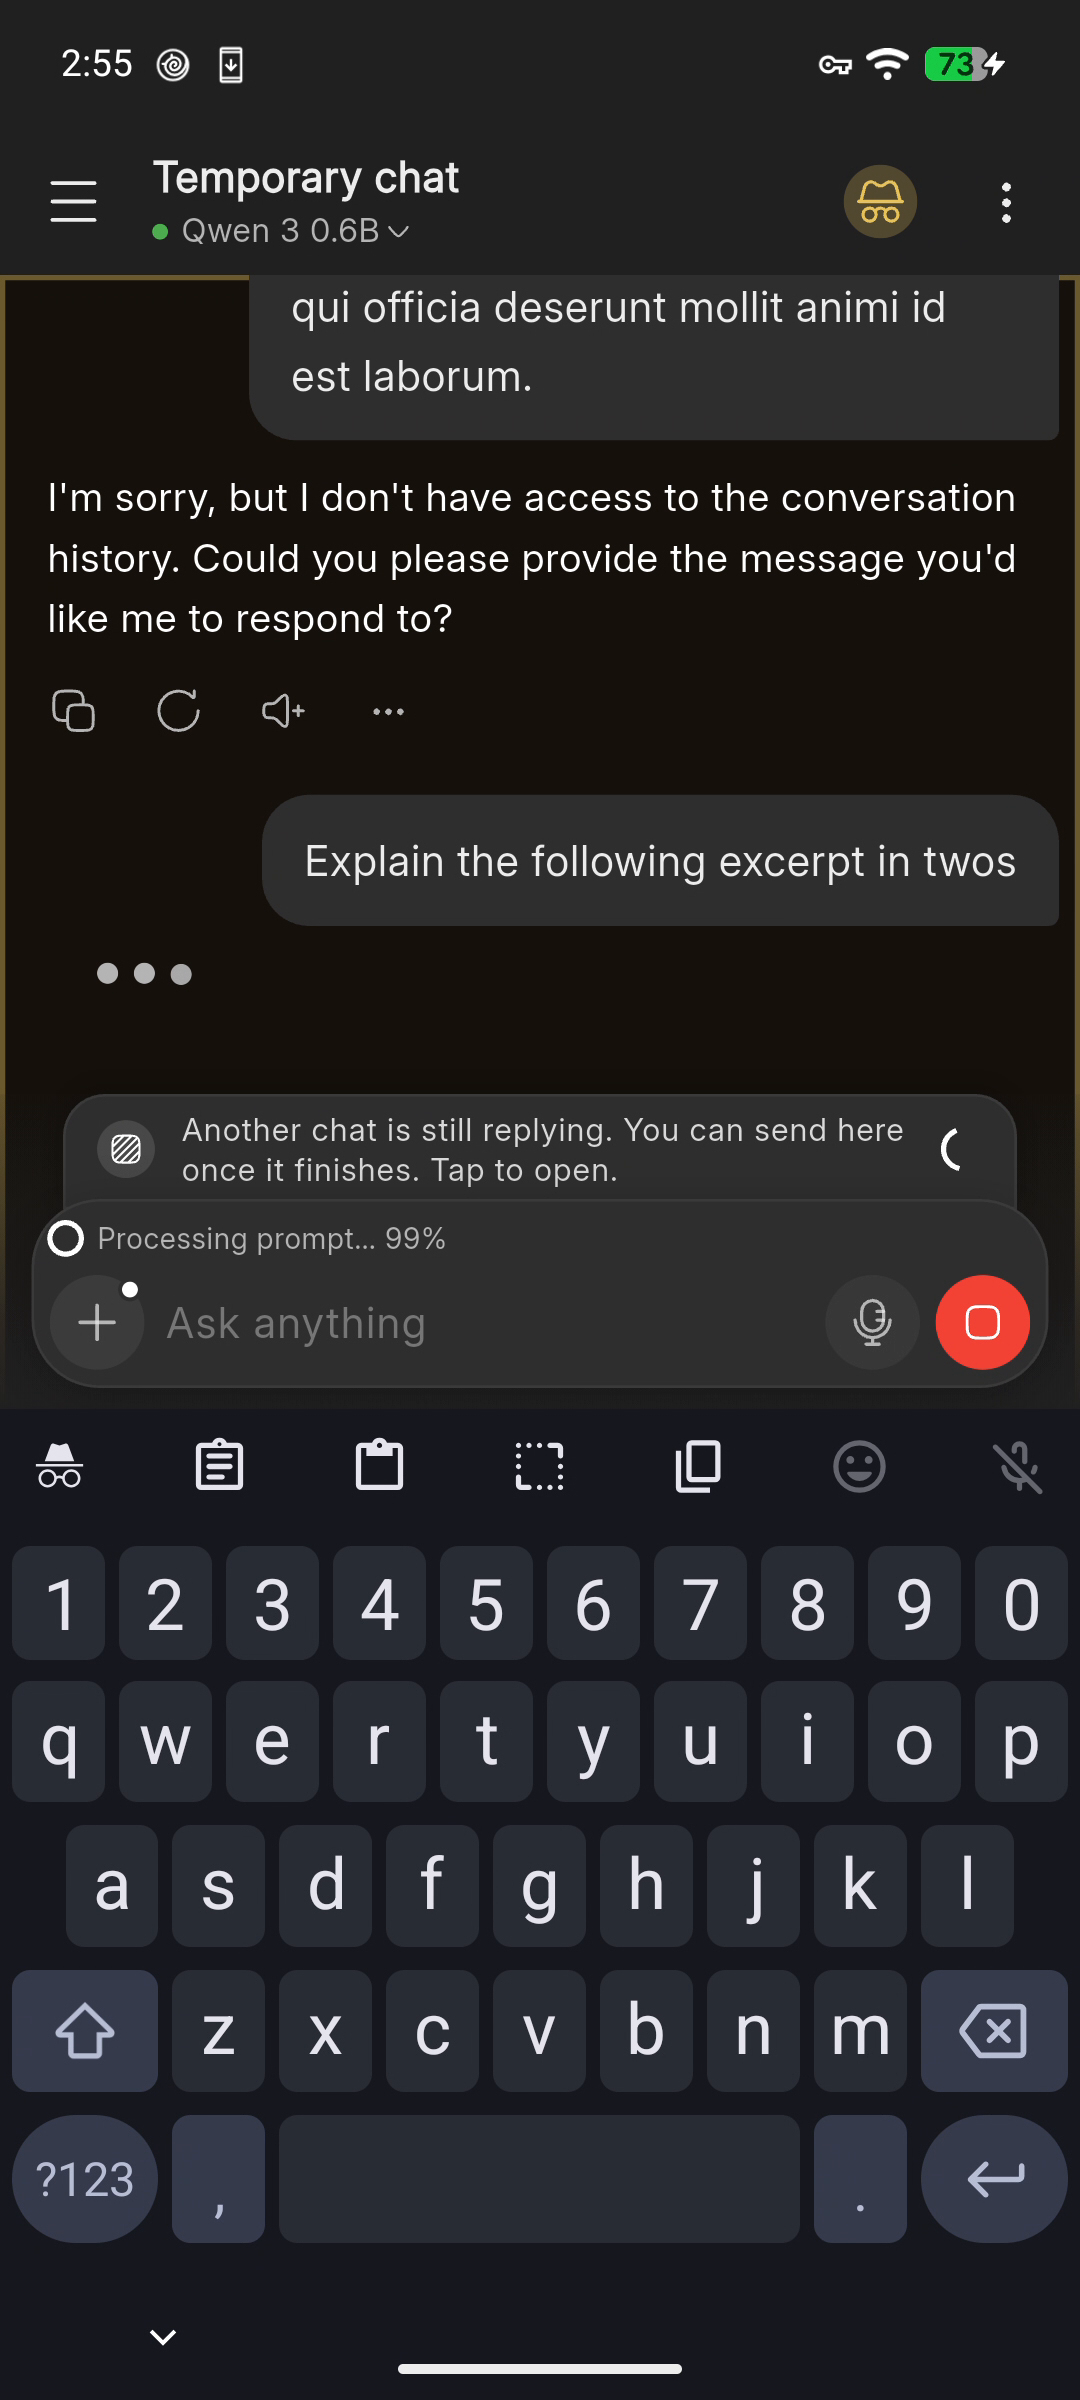 2:55
73
Temporary chat
Qwen 3 0.6B
qui officia deserunt mollit animi id
est laborum.
I'm sorry, but I don't have access to the conversation
history. Could you please provide the message you'd
like me to respond to?
Explain the following excerpt in twos
Another chat is still replying. You can send here
once it finishes. Tap to open.
Processing prompt... 99%
Ask anything
1 2 3 4 5 6 7 8 9 0
q w e r t y u i o p
a s d f g h j k l
z x c v b n m
?123 , .